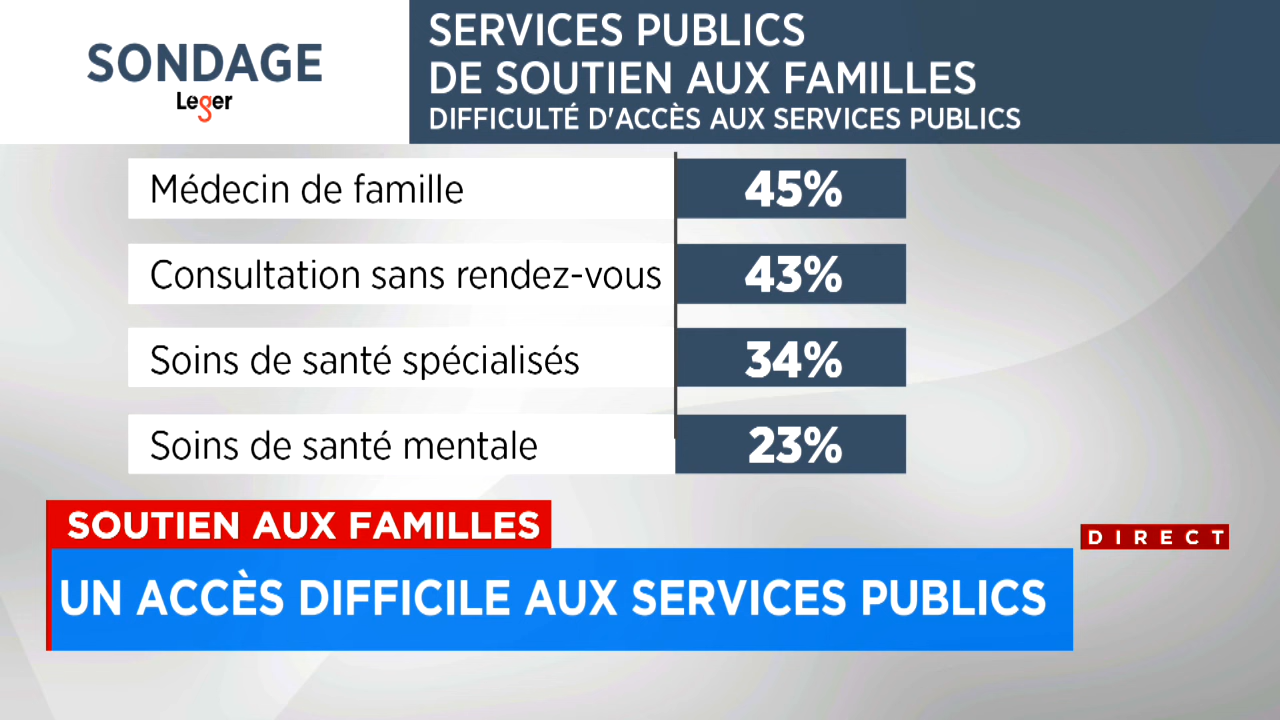 SONDAGE
Leger
SERVICES PUBLICS
DE SOUTIEN AUX FAMILLES
DIFFICULTÉ D'ACCÈS AUX SERVICES PUBLICS
Médecin de famille 45%
Consultation sans rendez-vous 43%
Soins de santé spécialisés 34%
Soins de santé mentale 23%
SOUTIEN AUX FAMILLES
DIRECT
UN ACCÈS DIFFICILE AUX SERVICES PUBLICS